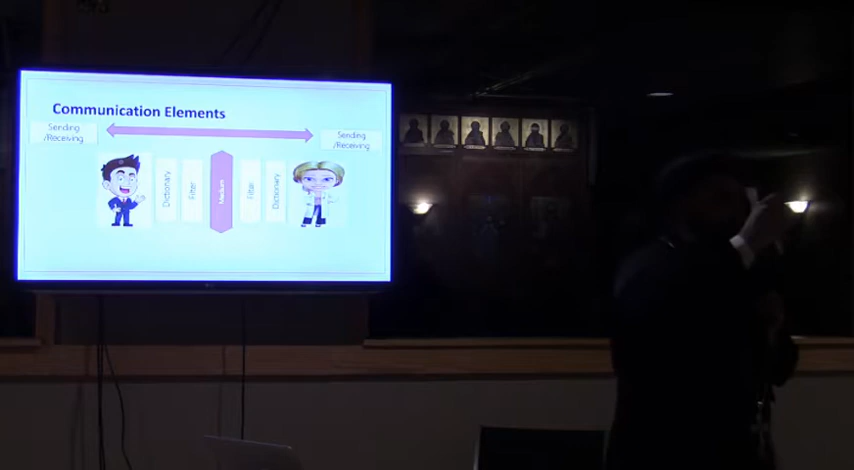 Communication Elements
Sending
/Receiving
Sending
/Receiving
Dictionary
Filter
Medium
Filter
Dictionary